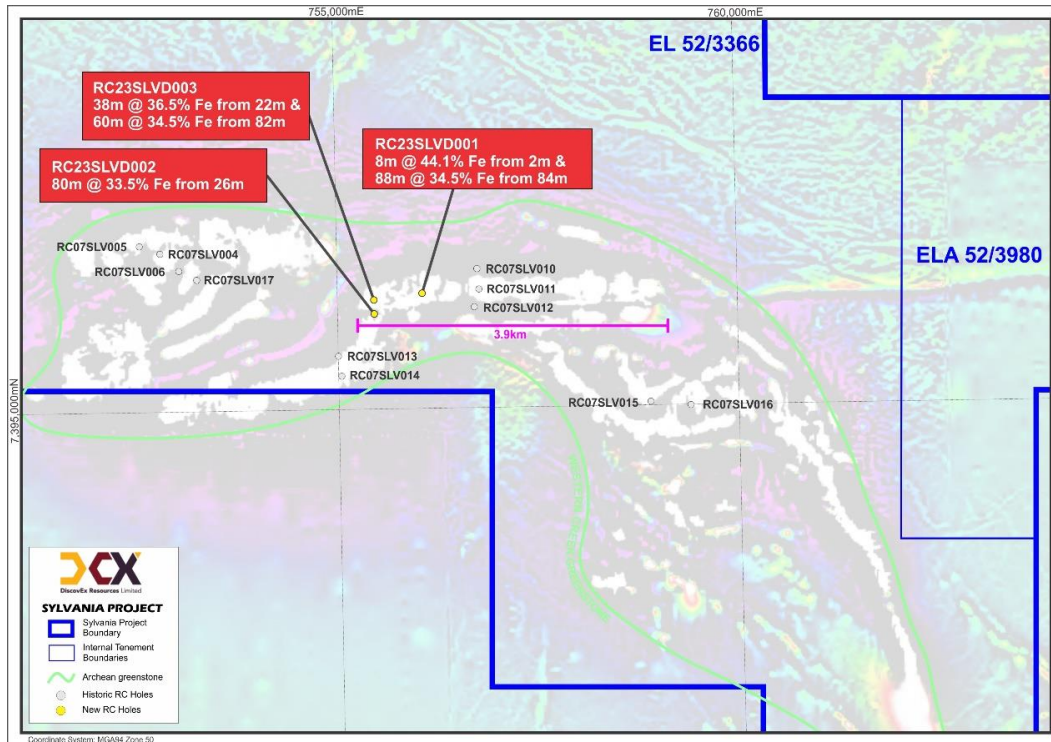 755,000mE
760,000mE
EL 52/3366
RC23SLVD003
38m @ 36.5% Fe from 22m &
60m @ 34.5% Fe from 82m
RC23SLVD001
8m @ 44.1% Fe from 2m &
88m @ 34.5% Fe from 84m
RC23SLVD002
80m @ 33.5% Fe from 26m
RC07SLV005
RC07SLV004
RC07SLV006
RC07SLV017
RC07SLV010
RC07SLV011
RC07SLV012
ELA 52/3980
3.9km
RC07SLV013
RC07SLV014
RC07SLV015
RC07SLV016
7,395,000mN
DCX
DiscovEx Resources Limited
SYLVANIA PROJECT
Sylvania Project
Boundary
Internal Tenement
Boundaries
Archean greenstone
Historic RC Holes
New RC Holes
Coordinate System: MGA94 Zone 50